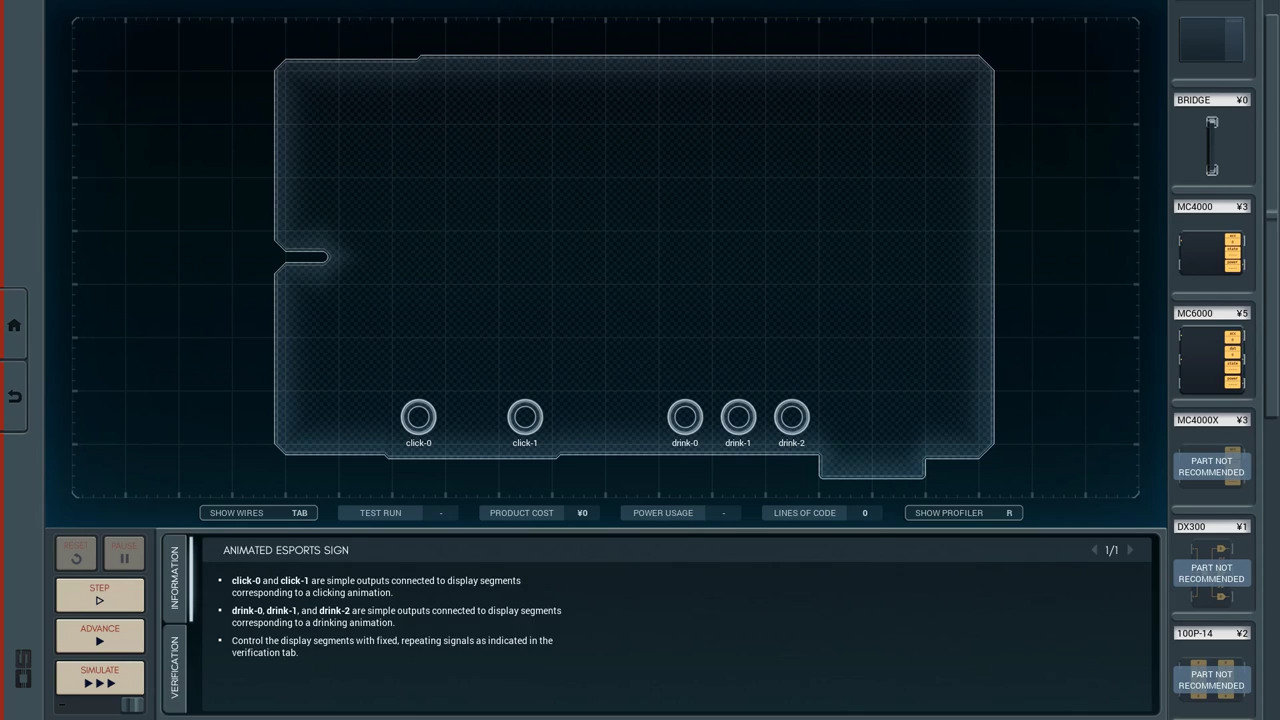 BRIDGE ¥0
MC4000 ¥3
MC6000 ¥5
MC4000X ¥3
PART NOT
RECOMMENDED
DX300 ¥1
PART NOT
RECOMMENDED
100P-14 ¥2
PART NOT
RECOMMENDED
click-0
click-1
drink-0
drink-1
drink-2
SHOW WIRES TAB
TEST RUN -
PRODUCT COST ¥0
POWER USAGE -
LINES OF CODE 0
SHOW PROFILER R
RESET
PAUSE
STEP
ADVANCE
SIMULATE
INFORMATION
VERIFICATION
ANIMATED ESPORTS SIGN
1/1
click-0 and click-1 are simple outputs connected to display segments
corresponding to a clicking animation.
drink-0, drink-1, and drink-2 are simple outputs connected to display segments
corresponding to a drinking animation.
Control the display segments with fixed, repeating signals as indicated in the
verification tab.